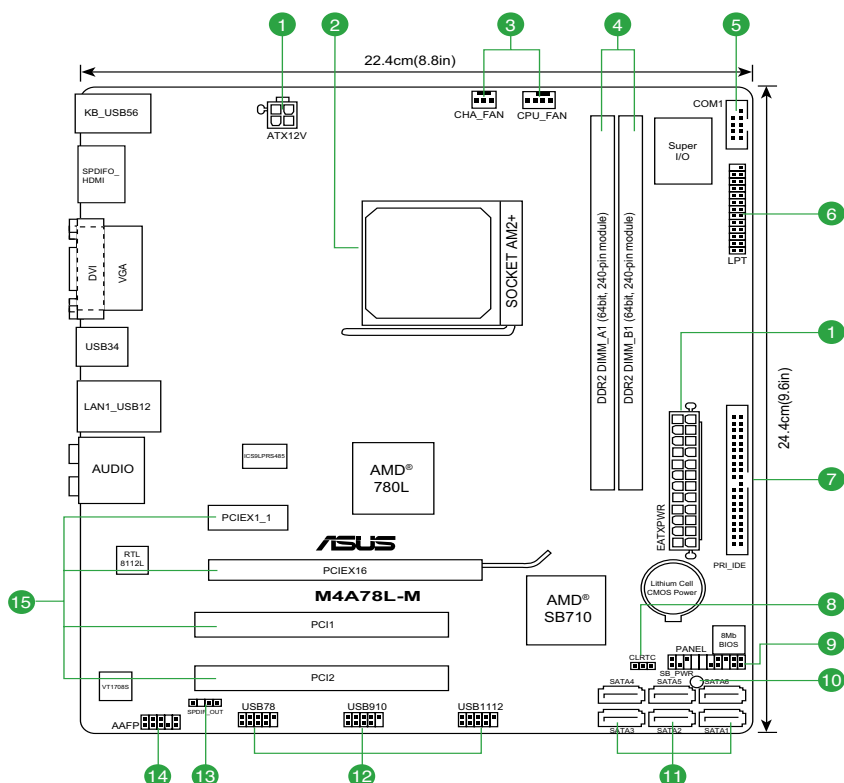 1
2
3
4
5
22.4cm(8.8in)
KB_USB56
ATX12V
CHA_FAN
CPU_FAN
COM1
Super
I/O
SPDIFO_
HDMI
6
LPT
SOCKET AM2+
DDR2 DIMM_A1 (64bit, 240-pin module)
DDR2 DIMM_B1 (64bit, 240-pin module)
DVI
VGA
USB34
1
LAN1_USB12
24.4cm(9.6in)
AUDIO
ICS9LPRS485
AMD®
780L
7
EATXPWR
PRI_IDE
PCIEX1_1
ASUS
RTL
8112L
PCIEX16
Lithium Cell
CMOS Power
15
M4A78L-M
AMD®
SB710
8
PCI1
8Mb
BIOS
CLRTC
PANEL
9
SB_PWR
10
PCI2
VT1708S
SATA4
SATA5
SATA6
SPDIF_OUT
AAFP
USB78
USB910
USB1112
SATA3
SATA2
SATA1
14
13
12
11